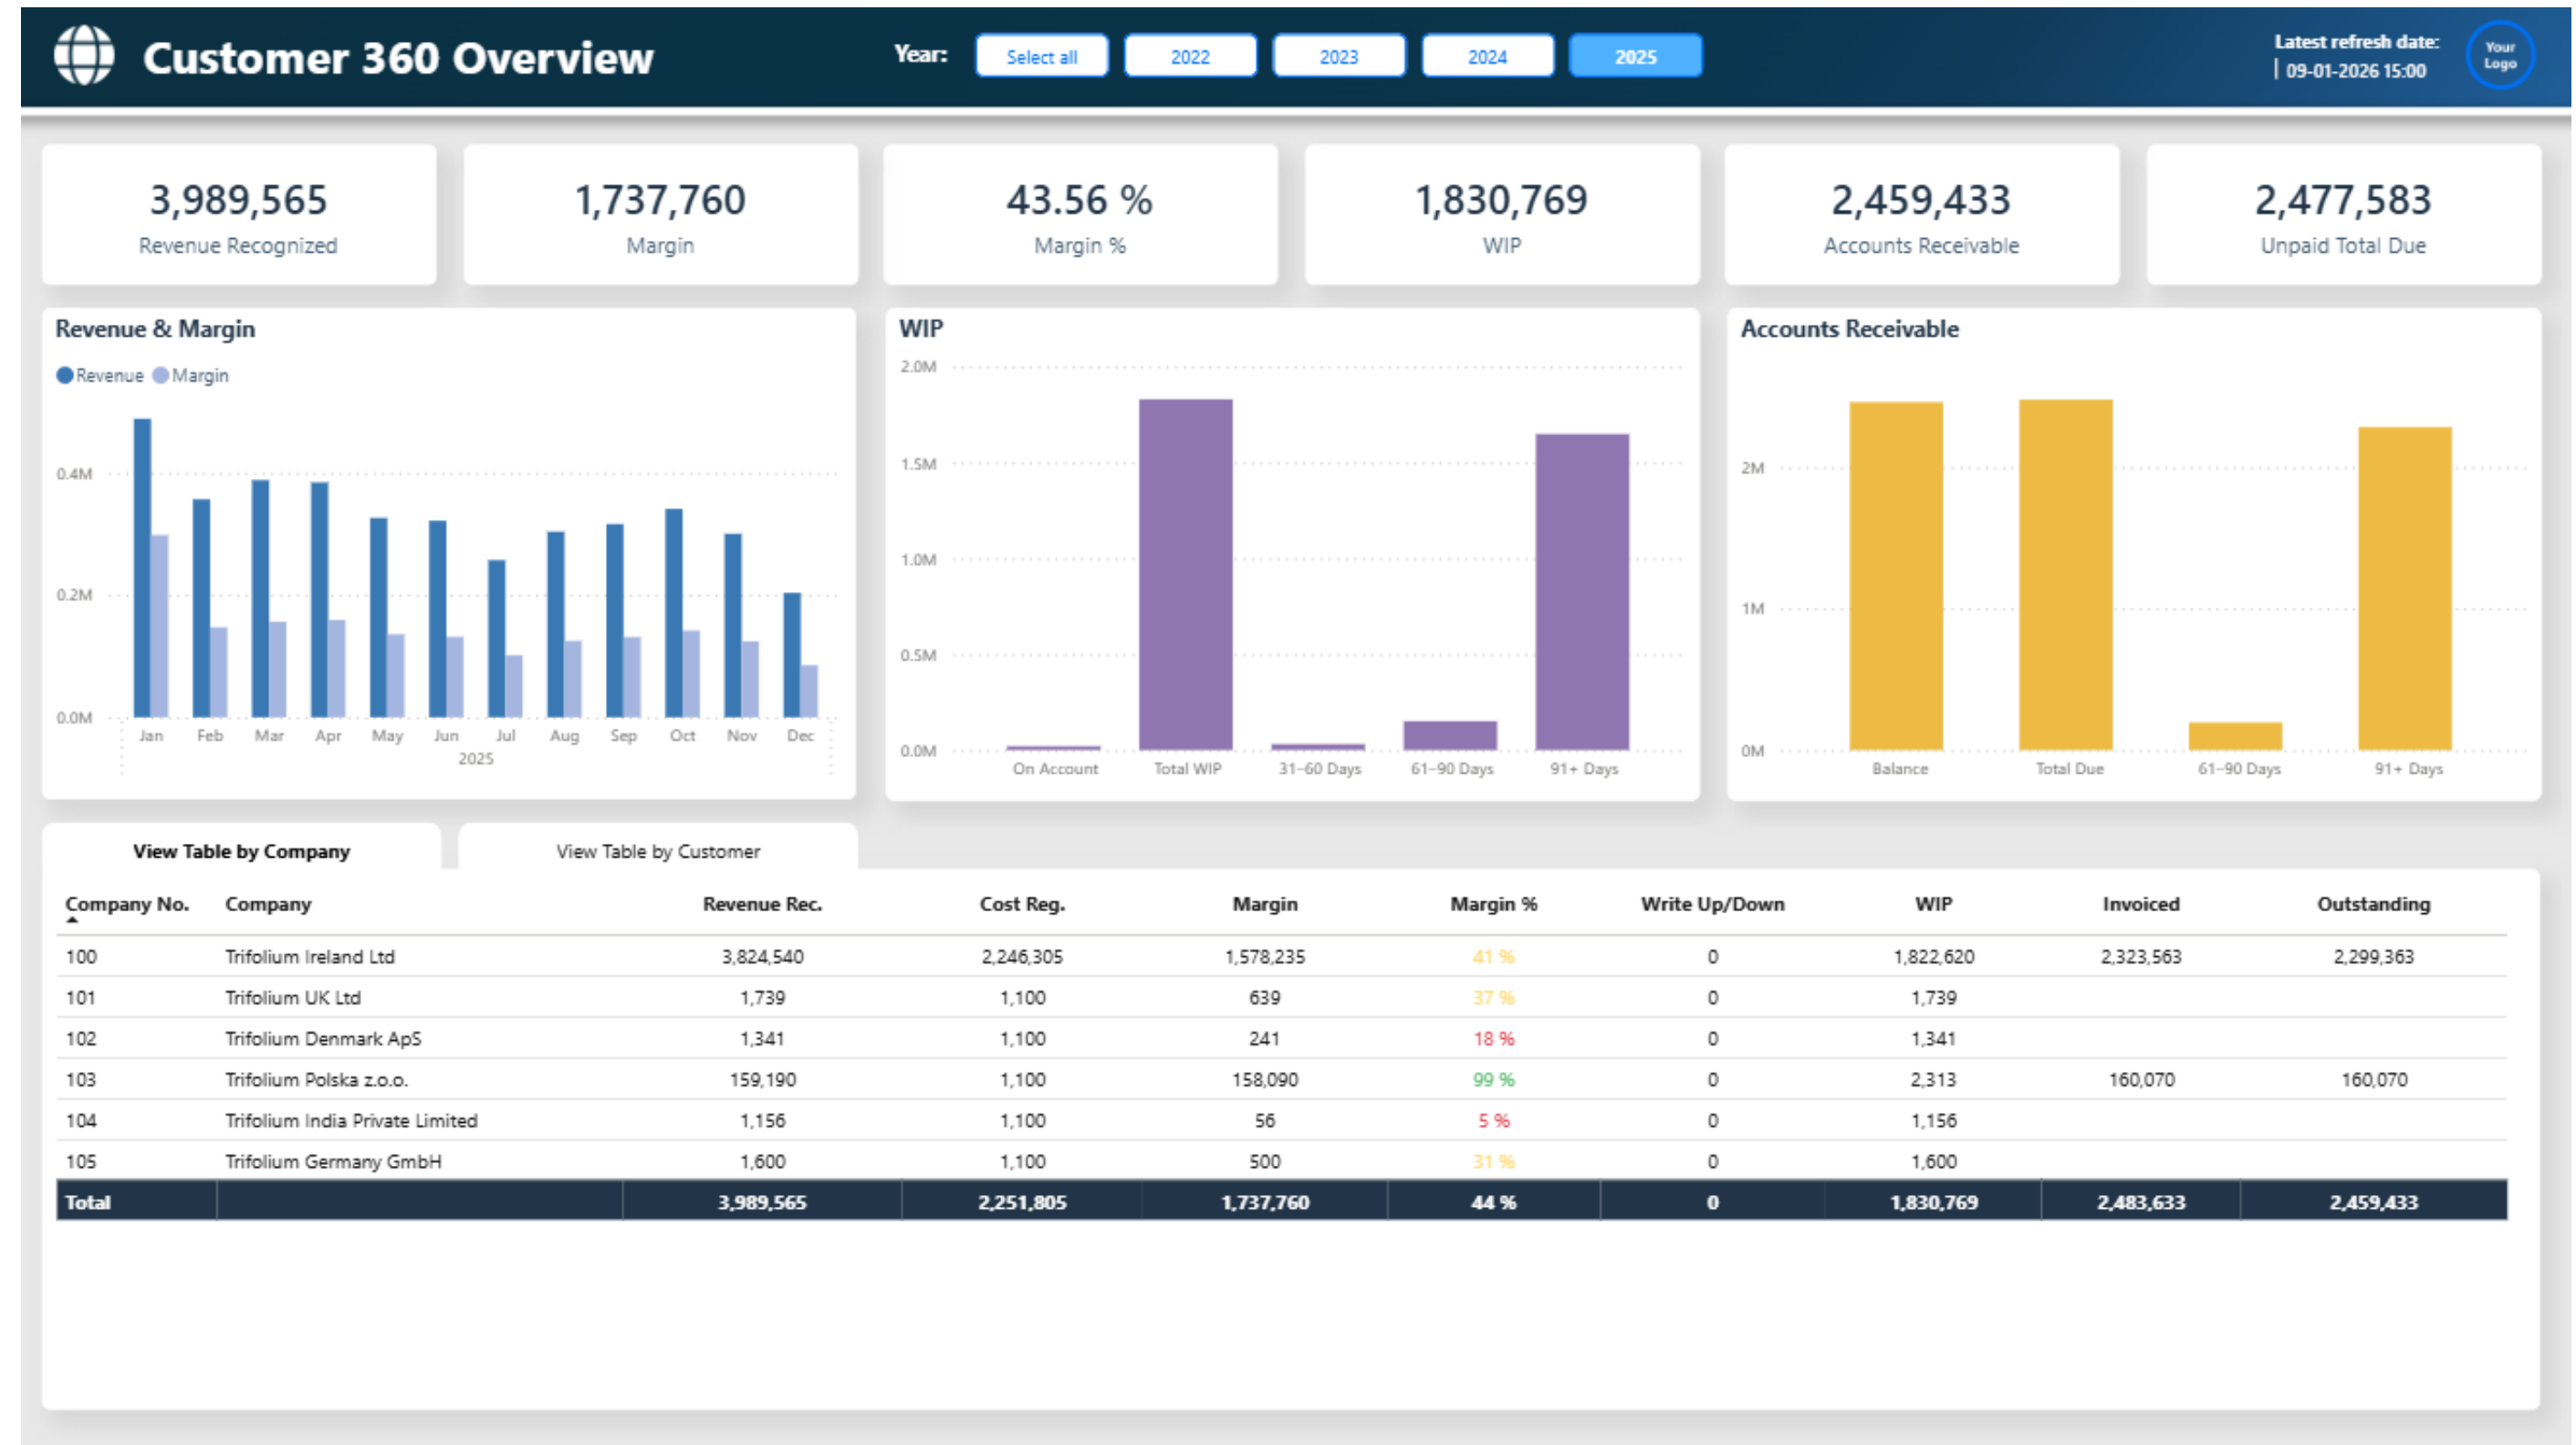 Customer 360 Overview
Year: Select all 2022 2023 2024 2025
Latest refresh date:
09-01-2026 15:00
Your
Logo
3,989,565
Revenue Recognized
1,737,760
Margin
43.56 %
Margin %
1,830,769
WIP
2,459,433
Accounts Receivable
2,477,583
Unpaid Total Due
Revenue & Margin
Revenue Margin
0.4M
0.2M
0.0M
Jan Feb Mar Apr May Jun Jul Aug Sep Oct Nov Dec
2025
WIP
2.0M
1.5M
1.0M
0.5M
0.0M
On Account Total WIP 31–60 Days 61–90 Days 91+ Days
Accounts Receivable
2M
1M
0M
Balance Total Due 61–90 Days 91+ Days
View Table by Company View Table by Customer
Company No. Company Revenue Rec. Cost Reg. Margin Margin % Write Up/Down WIP Invoiced Outstanding
100 Trifolium Ireland Ltd 3,824,540 2,246,305 1,578,235 41 % 0 1,822,620 2,323,563 2,299,363
101 Trifolium UK Ltd 1,739 1,100 639 37 % 0 1,739
102 Trifolium Denmark ApS 1,341 1,100 241 18 % 0 1,341
103 Trifolium Polska z.o.o. 159,190 1,100 158,090 99 % 0 2,313 160,070 160,070
104 Trifolium India Private Limited 1,156 1,100 56 5 % 0 1,156
105 Trifolium Germany GmbH 1,600 1,100 500 31 % 0 1,600
Total 3,989,565 2,251,805 1,737,760 44 % 0 1,830,769 2,483,633 2,459,433